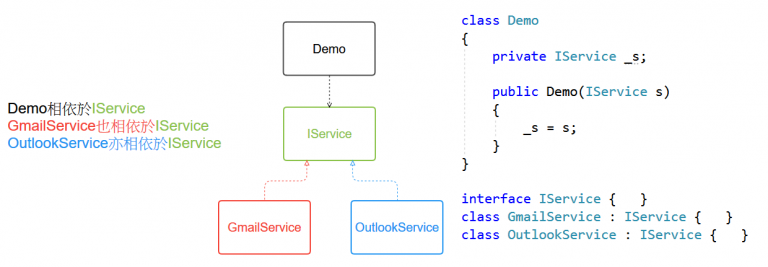 Demo相依於IService
GmailService也相依於IService
OutlookService亦相依於IService
Demo
IService
GmailService
OutlookService
class Demo
{
    private IService _s;

    public Demo(IService s)
    {
        _s = s;
    }
}

interface IService {   }
class GmailService : IService {   }
class OutlookService : IService {   }